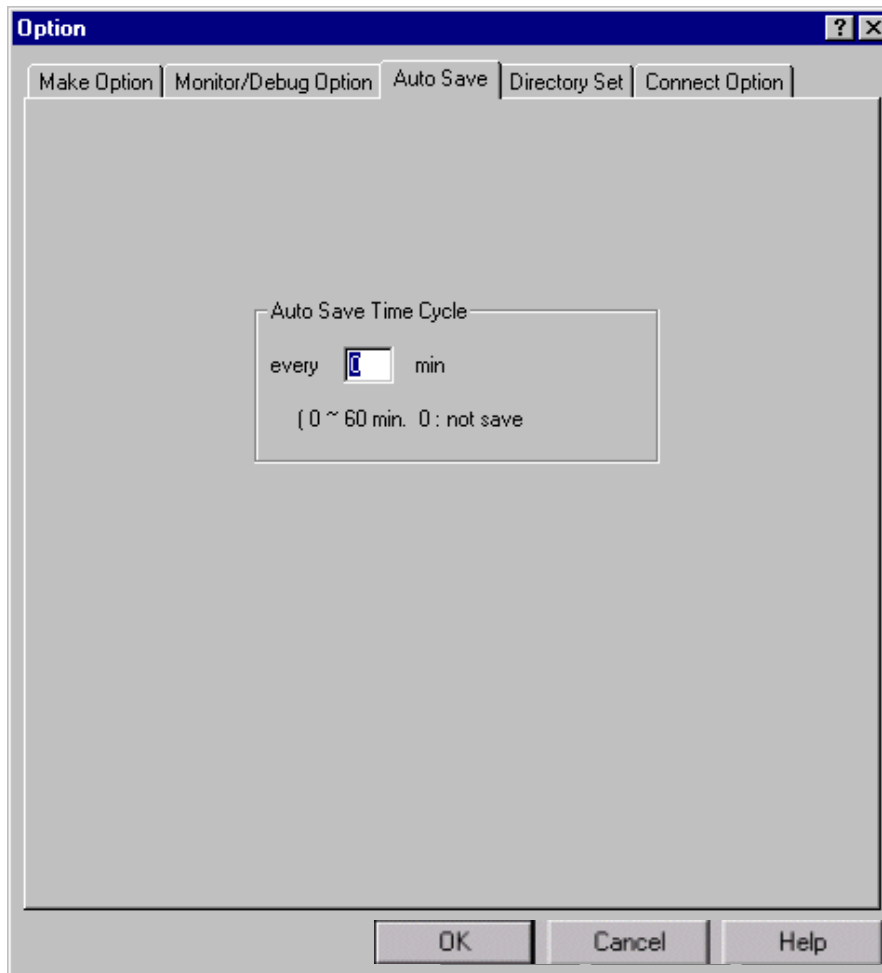 Option
Make Option Monitor/Debug Option Auto Save Directory Set Connect Option
Auto Save Time Cycle
every 0 min
( 0 ~ 60 min. 0 : not save
OK Cancel Help